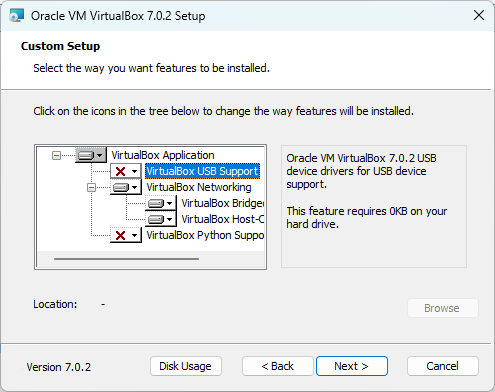 Oracle VM VirtualBox 7.0.2 Setup
Custom Setup
Select the way you want features to be installed.
Click on the icons in the tree below to change the way features will be installed.
VirtualBox Application
VirtualBox USB Support
VirtualBox Networking
VirtualBox Bridge
VirtualBox Host-C
VirtualBox Python Suppo
Oracle VM VirtualBox 7.0.2 USB
device drivers for USB device
support.
This feature requires 0KB on your
hard drive.
Location: -
Browse
Version 7.0.2
Disk Usage
< Back
Next >
Cancel